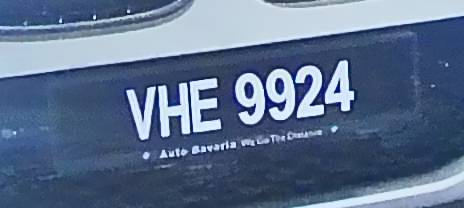 VHE 9924
Auto Bavaria We Go The Distance